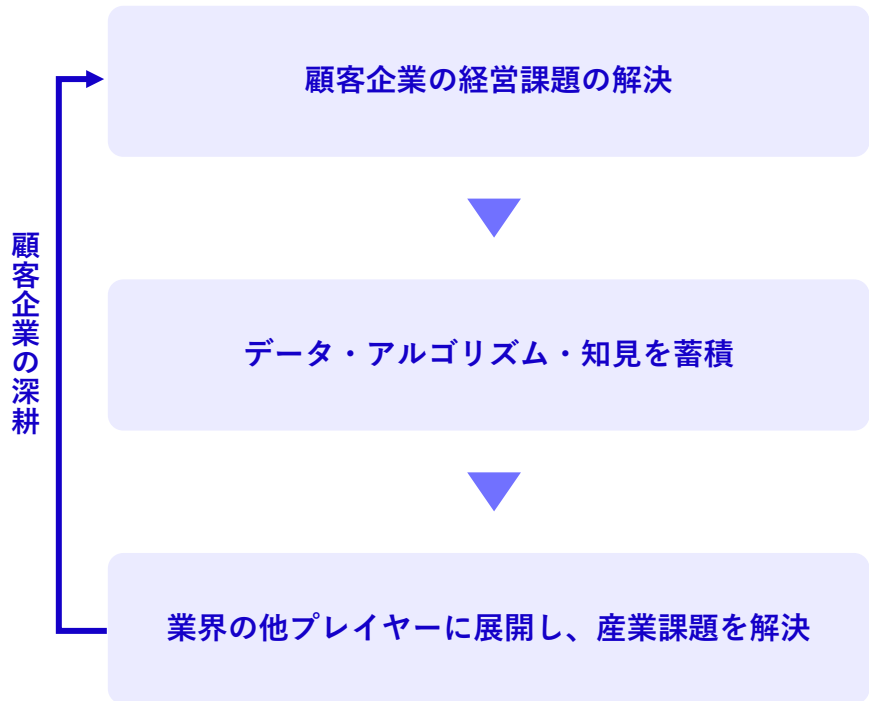 顧客企業の経営課題の解決
顧客企業の深耕
データ・アルゴリズム・知見を蓄積
業界の他プレイヤーに展開し、産業課題を解決